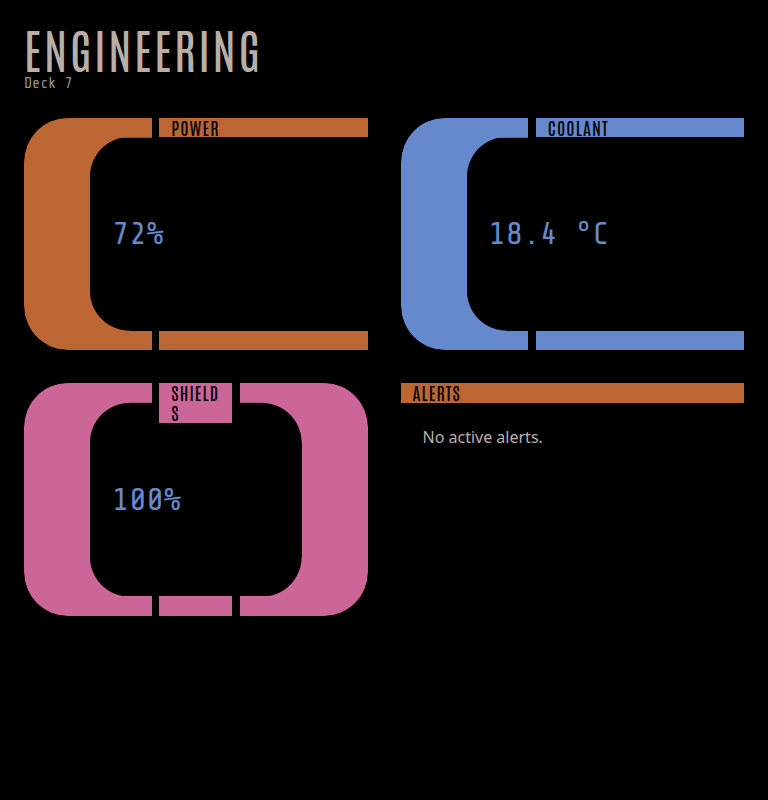 ENGINEERING
Deck 7
POWER
72%
COOLANT
18.4 °C
SHIELD
S
100%
ALERTS
No active alerts.